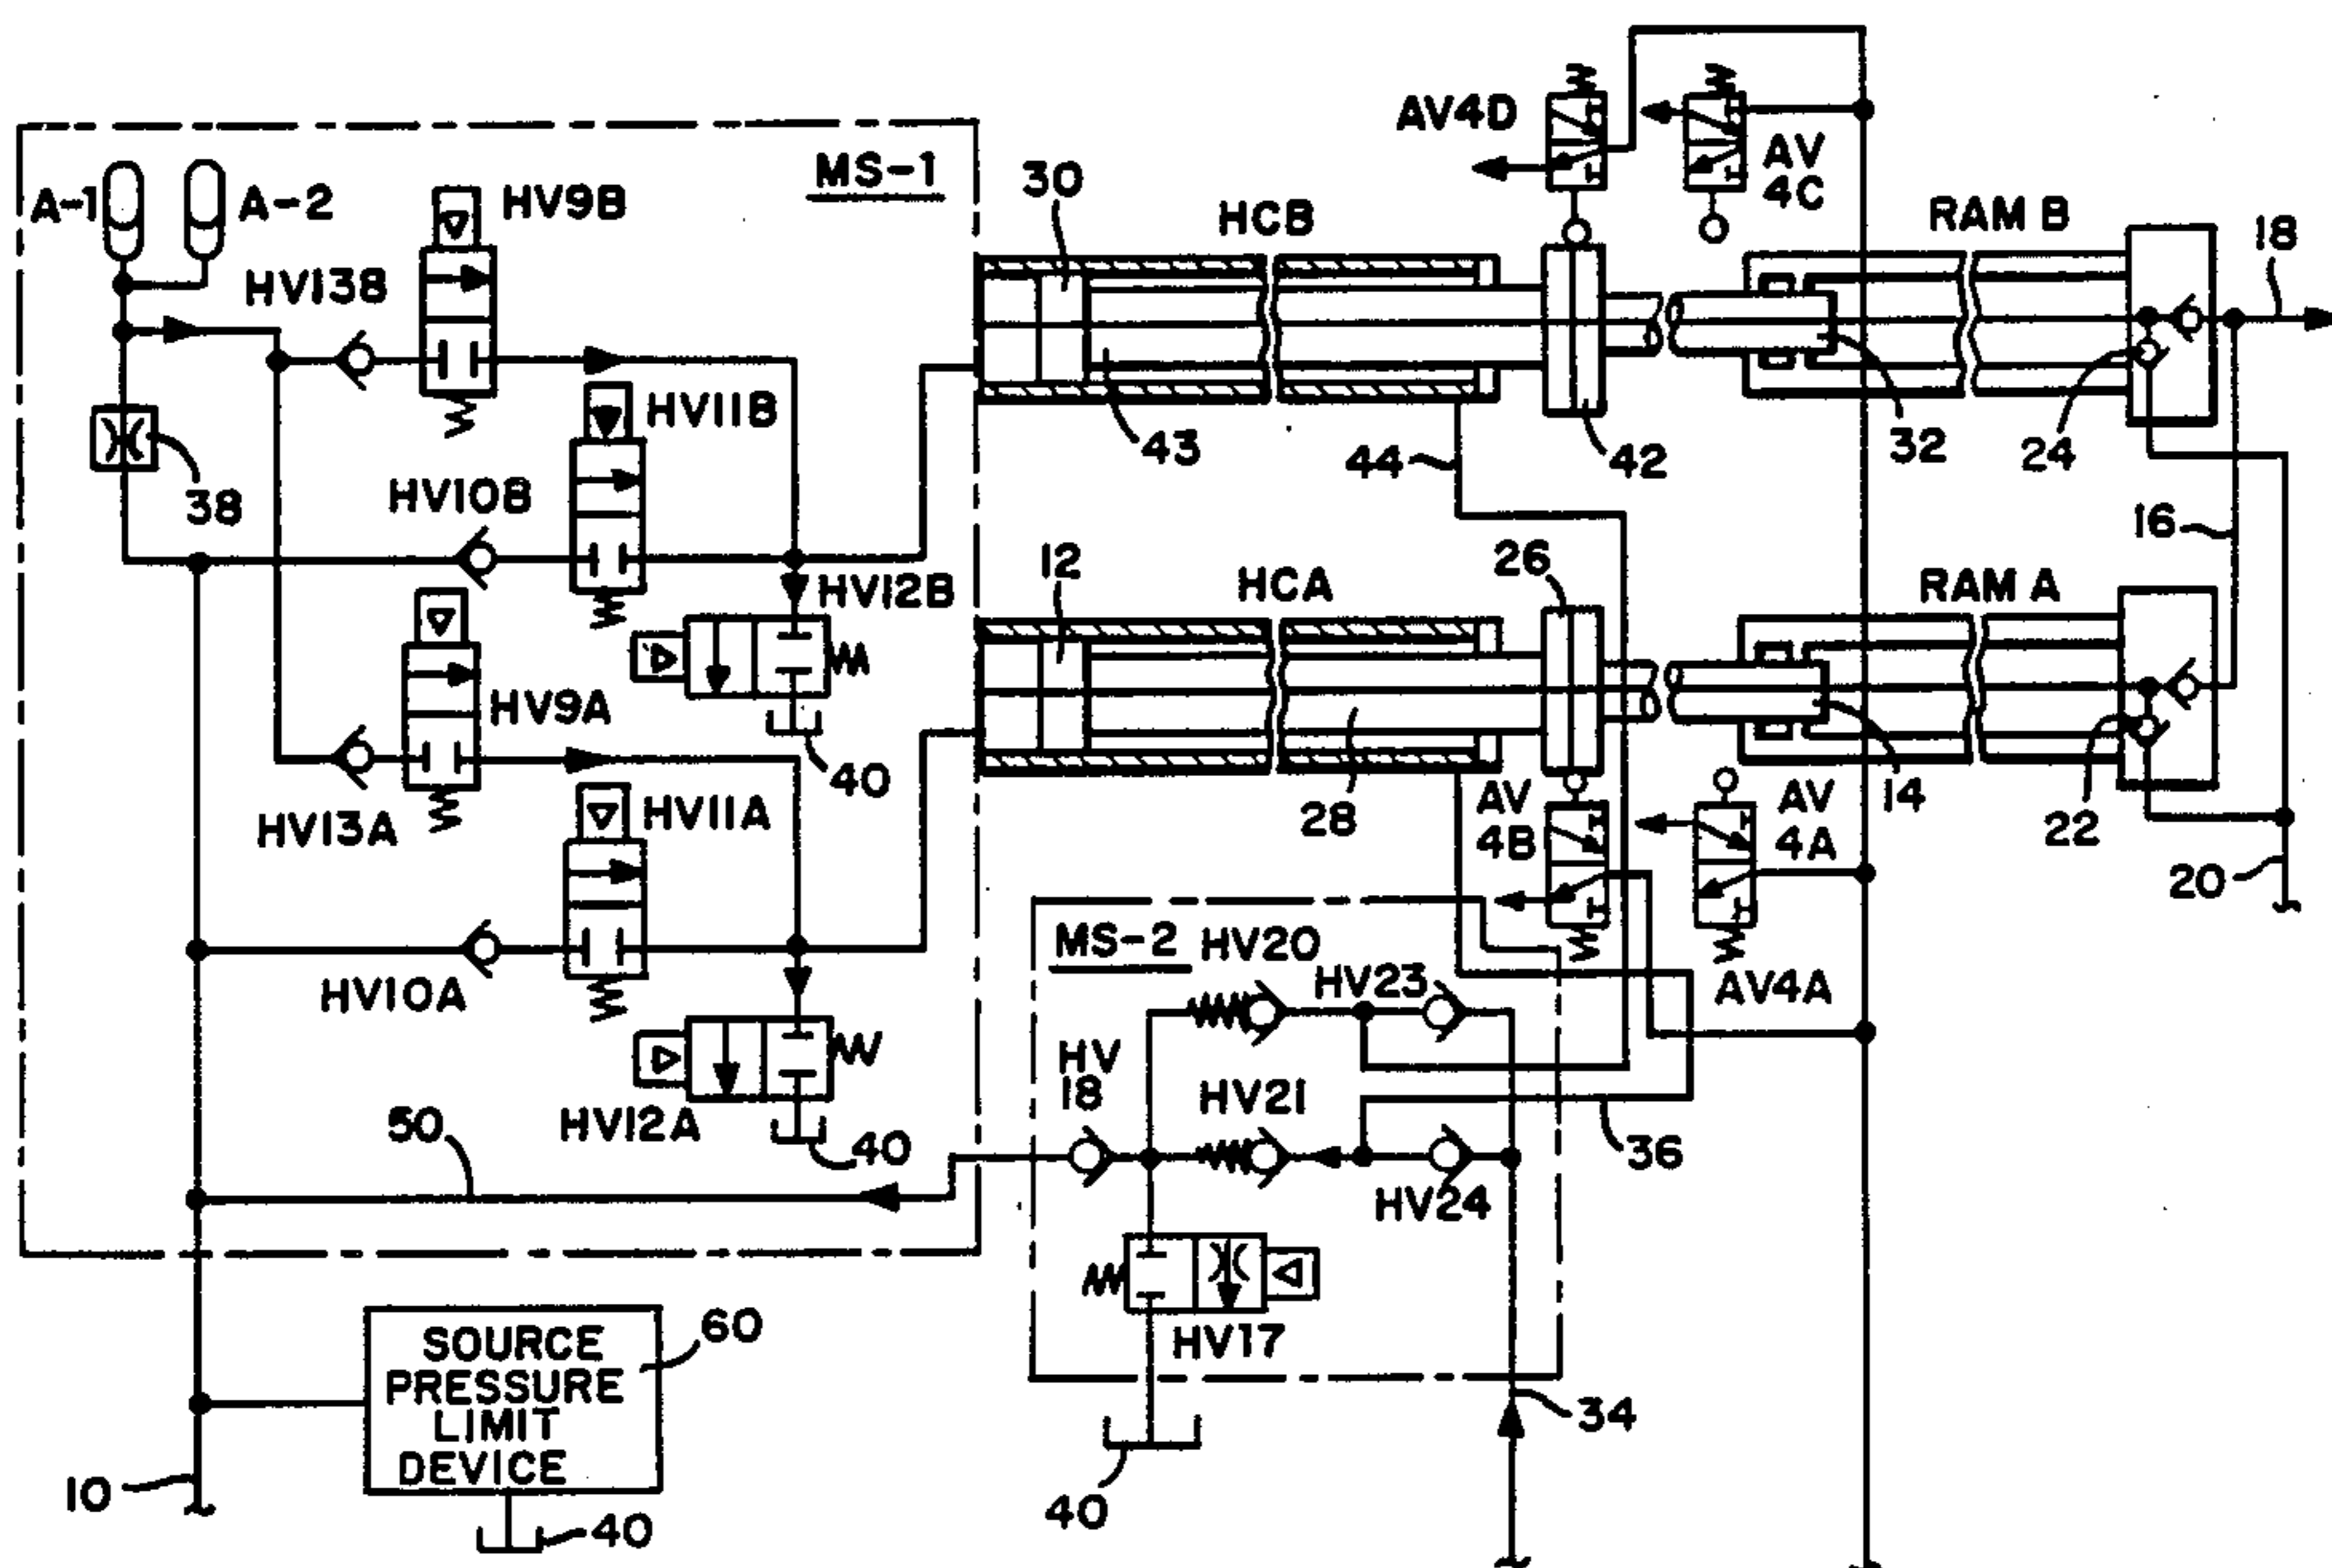 AV4D
MS-1
30
AV
4C
A-1
A-2
HV9B
HCB
RAM B
18
HV13B
HV11B
43
44
42
32
24
38
HV10B
16
12
26
HV12B
HCA
RAM A
HV9A
40
AV
4B
AV
4A
14
HV13A
HV11A
28
22
20
MS-2
HV20
HV10A
HV23
AV4A
HV
18
50
HV12A
HV21
40
36
HV24
60
SOURCE
PRESSURE
LIMIT
DEVICE
HV17
34
10
40
40